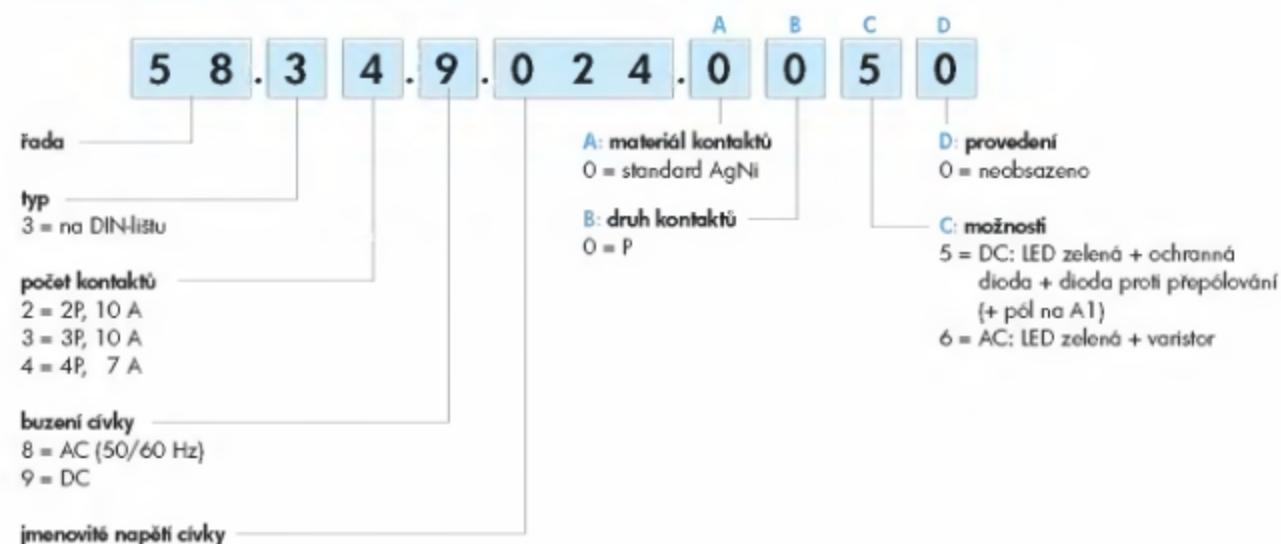 A B C D
5 8 . 3 4 . 9 . 0 2 4 . 0 0 5 0
řada
typ
3 = na DIN-lištu
počet kontaktů
2 = 2P, 10 A
3 = 3P, 10 A
4 = 4P, 7 A
buzení cívky
8 = AC (50/60 Hz)
9 = DC
jmenovité napětí cívky
A: materiál kontaktů
0 = standard AgNi
B: druh kontaktů
0 = P
D: provedení
0 = neobsazeno
C: možnosti
5 = DC: LED zelená + ochranná
dioda + dioda proti přepólování
(+ pól na A1)
6 = AC: LED zelená + varistor